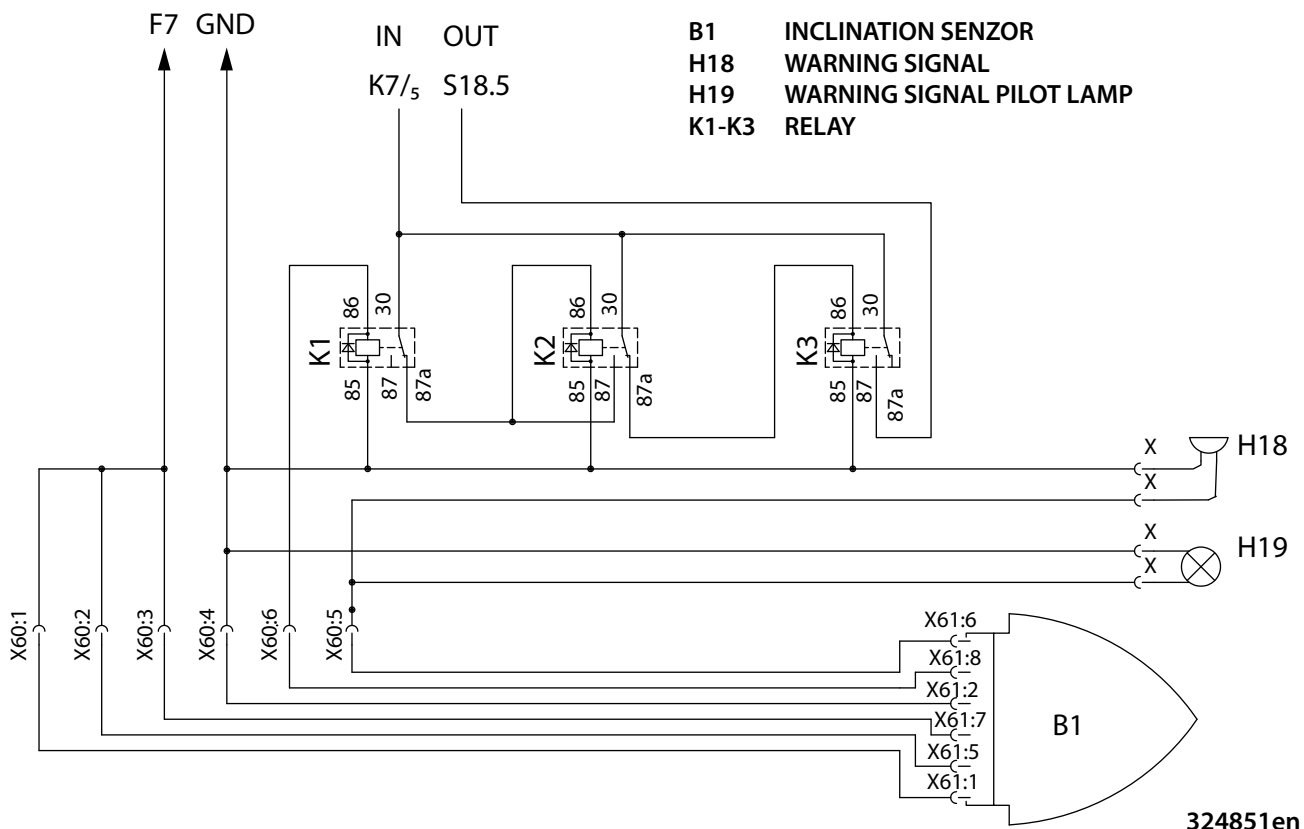 F7 GND
IN OUT
K7/₅ S18.5
B1 INCLINATION SENZOR
H18 WARNING SIGNAL
H19 WARNING SIGNAL PILOT LAMP
K1-K3 RELAY
86 30
K1
85 87 87a
86 30
K2
85 87 87a
86 30
K3
85 87 87a
X H18
X
X H19
X
X60:1 X60:2 X60:3 X60:4 X60:6 X60:5
X61:6
X61:8
X61:2
X61:7
X61:5
X61:1
B1
324851en